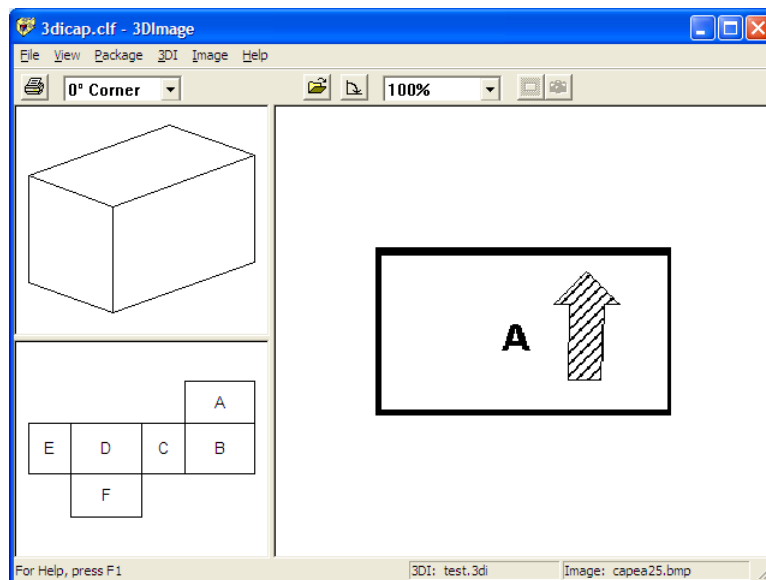 3dicap.clf - 3DImage
File View Package 3DI Image Help
0° Corner 100%
A
A
E D C B
F
For Help, press F1 3DI: test.3di Image: capea25.bmp